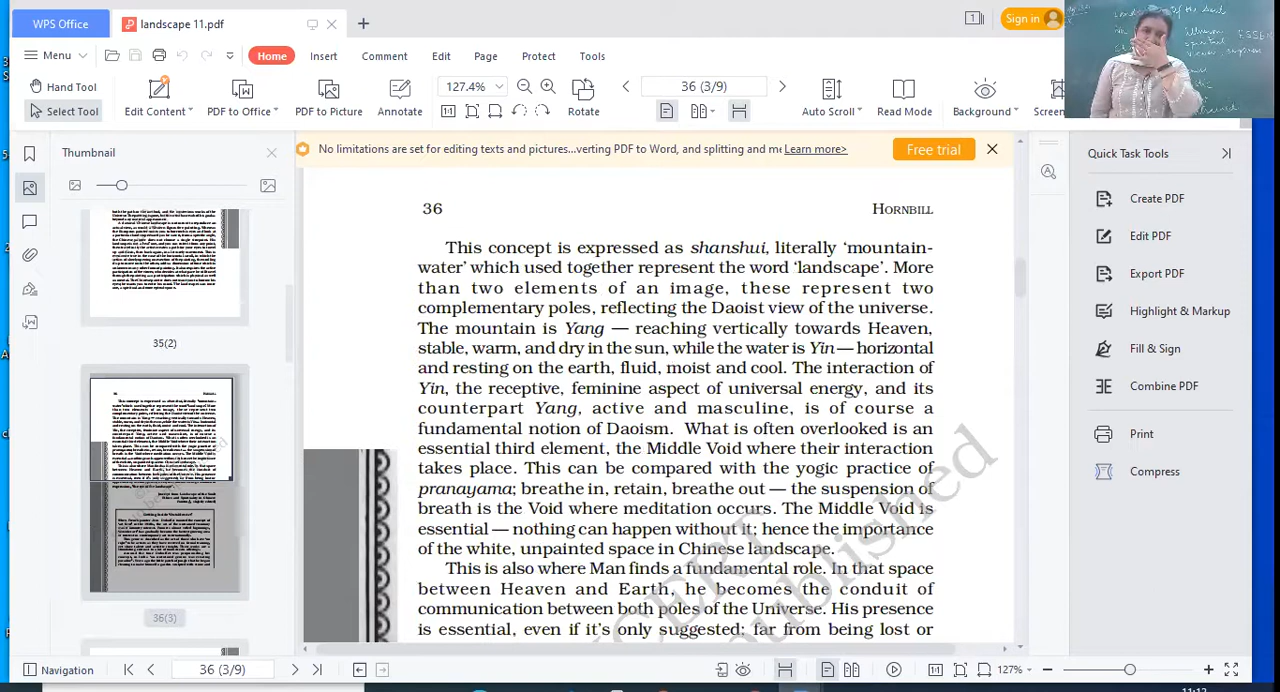 WPS Office
landscape 11.pdf
Sign in
Menu
Home
Insert
Comment
Edit
Page
Protect
Tools
Hand Tool
Select Tool
Edit Content
PDF to Office
PDF to Picture
Annotate
127.4%
Rotate
36 (3/9)
Auto Scroll
Read Mode
Background
Screen
Thumbnail
No limitations are set for editing texts and pictures...verting PDF to Word, and splitting and me Learn more>
Free trial
35(2)
36(3)
36
HORNBILL
This concept is expressed as shanshui, literally ‘mountain-
water’ which used together represent the word ‘landscape’. More
than two elements of an image, these represent two
complementary poles, reflecting the Daoist view of the universe.
The mountain is Yang — reaching vertically towards Heaven,
stable, warm, and dry in the sun, while the water is Yin — horizontal
and resting on the earth, fluid, moist and cool. The interaction of
Yin, the receptive, feminine aspect of universal energy, and its
counterpart Yang, active and masculine, is of course a
fundamental notion of Daoism. What is often overlooked is an
essential third element, the Middle Void where their interaction
takes place. This can be compared with the yogic practice of
pranayama; breathe in, retain, breathe out — the suspension of
breath is the Void where meditation occurs. The Middle Void is
essential — nothing can happen without it; hence the importance
of the white, unpainted space in Chinese landscape.
This is also where Man finds a fundamental role. In that space
between Heaven and Earth, he becomes the conduit of
communication between both poles of the Universe. His presence
is essential, even if it’s only suggested; far from being lost or
Quick Task Tools
Create PDF
Edit PDF
Export PDF
Highlight & Markup
Fill & Sign
Combine PDF
Print
Compress
Navigation
36 (3/9)
127%